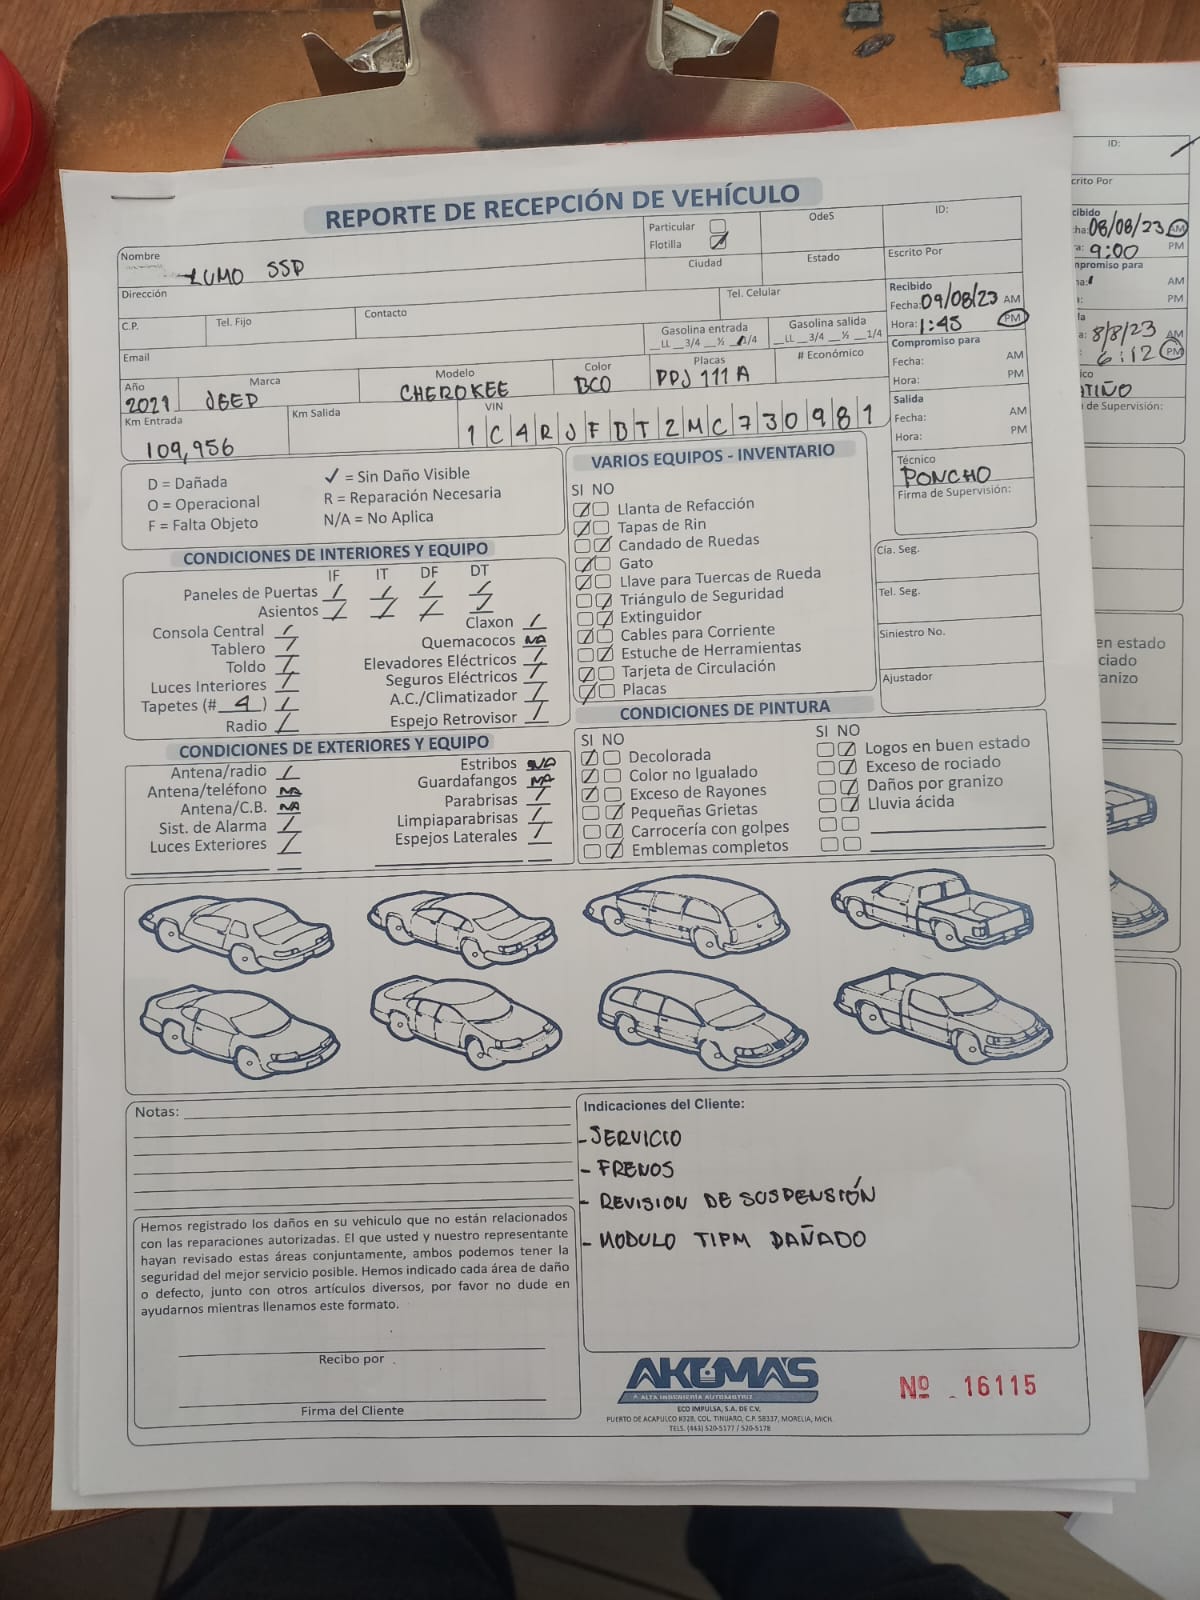 REPORTE DE RECEPCIÓN DE VEHÍCULO
Nombre
LUMO SSP
Particular
Flotilla
OdeS
ID:
Dirección
Ciudad
Estado
Escrito Por
C.P.
Tel. Fijo
Contacto
Tel. Celular
Recibido
Fecha: 09/08/23 AM
Hora: 1:45 PM
Email
Gasolina entrada
__LL __3/4 __½ __1/4
Gasolina salida
__LL __3/4 __½ __1/4
Compromiso para
Fecha: AM
Hora: PM
Año
2021
Marca
JEEP
Modelo
CHEROKEE
Color
BCO
Placas
PPJ 111 A
# Económico
Salida
Fecha: AM
Hora: PM
Km Entrada
109,956
Km Salida
VIN
1 C 4 R J F B T 2 M C 7 3 0 9 8 1
Técnico
PONCHO
Firma de Supervisión:
D = Dañada
O = Operacional
F = Falta Objeto
✓ = Sin Daño Visible
R = Reparación Necesaria
N/A = No Aplica
CONDICIONES DE INTERIORES Y EQUIPO
IF IT DF DT
Paneles de Puertas
Asientos
Consola Central
Tablero
Toldo
Luces Interiores
Tapetes (# 4 )
Radio
Claxon
Quemacocos NA
Elevadores Eléctricos
Seguros Eléctricos
A.C./Climatizador
Espejo Retrovisor
CONDICIONES DE EXTERIORES Y EQUIPO
Antena/radio
Antena/teléfono NA
Antena/C.B. NA
Sist. de Alarma
Luces Exteriores
Estribos NA
Guardafangos NA
Parabrisas
Limpiaparabrisas
Espejos Laterales
VARIOS EQUIPOS - INVENTARIO
SI NO
Llanta de Refacción
Tapas de Rin
Candado de Ruedas
Gato
Llave para Tuercas de Rueda
Triángulo de Seguridad
Extinguidor
Cables para Corriente
Estuche de Herramientas
Tarjeta de Circulación
Placas
Cía. Seg.
Tel. Seg.
Siniestro No.
Ajustador
CONDICIONES DE PINTURA
SI NO
Decolorada
Color no Igualado
Exceso de Rayones
Pequeñas Grietas
Carrocería con golpes
Emblemas completos
SI NO
Logos en buen estado
Exceso de rociado
Daños por granizo
Lluvia ácida
Notas:
Hemos registrado los daños en su vehiculo que no están relacionados
con las reparaciones autorizadas. El que usted y nuestro representante
hayan revisado estas áreas conjuntamente, ambos podemos tener la
seguridad del mejor servicio posible. Hemos indicado cada área de daño
o defecto, junto con otros artículos diversos, por favor no dude en
ayudarnos mientras llenamos este formato.
Recibo por
Firma del Cliente
Indicaciones del Cliente:
- SERVICIO
- FRENOS
- REVISION DE SUSPENSIÓN
- MODULO TIPM DAÑADO
AKUMAS
A ALTA INGENIERÍA AUTOMOTRIZ
ECO IMPULSA, S.A. DE C.V.
PUERTO DE ACAPULCO #328, COL. TINIJARO, C.P. 58337, MORELIA, MICH.
TELS. (443) 520-5177 / 520-5178
Nº 16115
ID:
crito Por
cibido
ha: 08/08/23 AM
a: 9:00 PM
mpromiso para
AM
PM
8/8/23 AM
6:12 PM
ico
TIÑO
de Supervisión:
en estado
ciado
ranizo